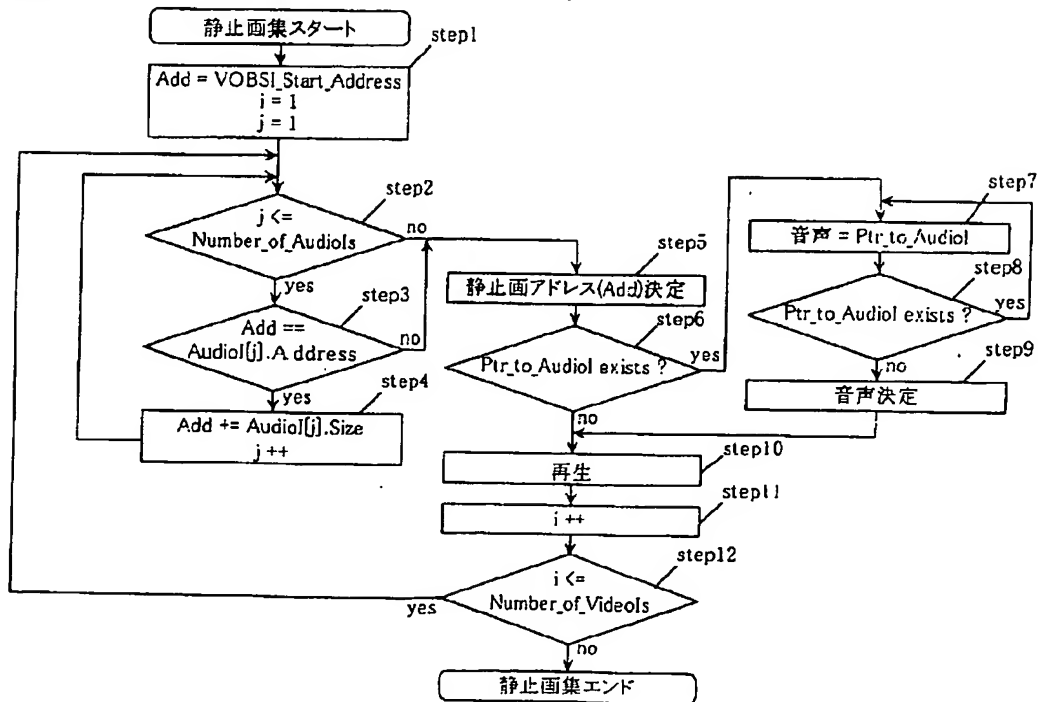 静止画集スタート
step1
Add = VOBSI_Start_Address
i = 1
j = 1
step2
j <=
Number_of_AudioIs
no
yes
step3
Add ==
AudioI[j].Address
no
yes
step4
Add += AudioI[j].Size
j ++
step5
静止画アドレス(Add)決定
step6
Ptr_to_AudioI exists ?
yes
no
step7
音声 = Ptr_to_AudioI
step8
Ptr_to_AudioI exists ?
yes
no
step9
音声決定
step10
再生
step11
i ++
step12
i <=
Number_of_VideoIs
yes
no
静止画集エンド